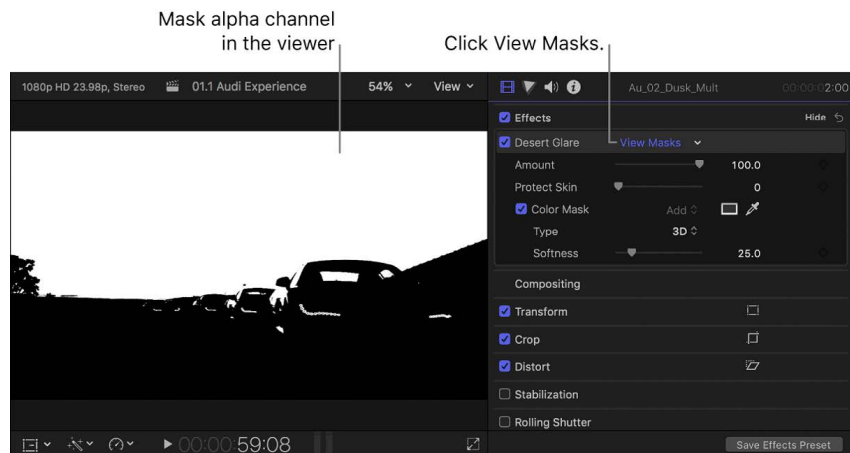 Mask alpha channel
in the viewer
Click View Masks.
1080p HD 23.98p, Stereo 01.1 Audi Experience 54% View
Au_02_Dusk_Mult 00:00:02:00
Effects Hide
Desert Glare View Masks
Amount 100.0
Protect Skin 0
Color Mask Add
Type 3D
Softness 25.0
Compositing
Transform
Crop
Distort
Stabilization
Rolling Shutter
00:00:59:08
Save Effects Preset